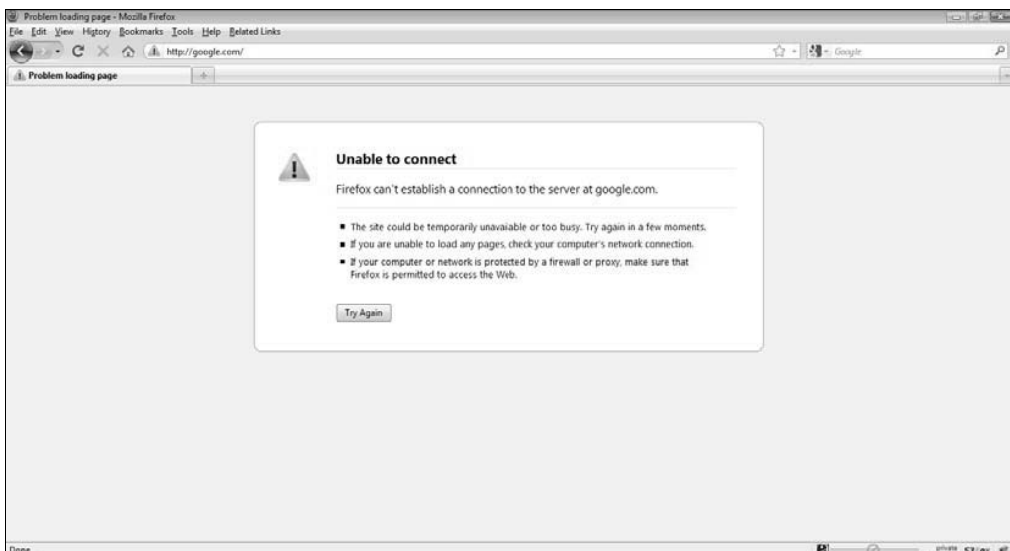 Problem loading page - Mozilla Firefox
File Edit View History Bookmarks Tools Help Related Links
http://google.com/
Google
Problem loading page
Unable to connect
Firefox can't establish a connection to the server at google.com.
The site could be temporarily unavaiable or too busy. Try again in a few moments.
If you are unable to load any pages, check your computer's network connection.
If your computer or network is protected by a firewall or proxy, make sure that
Firefox is permitted to access the Web.
Try Again
Done
private